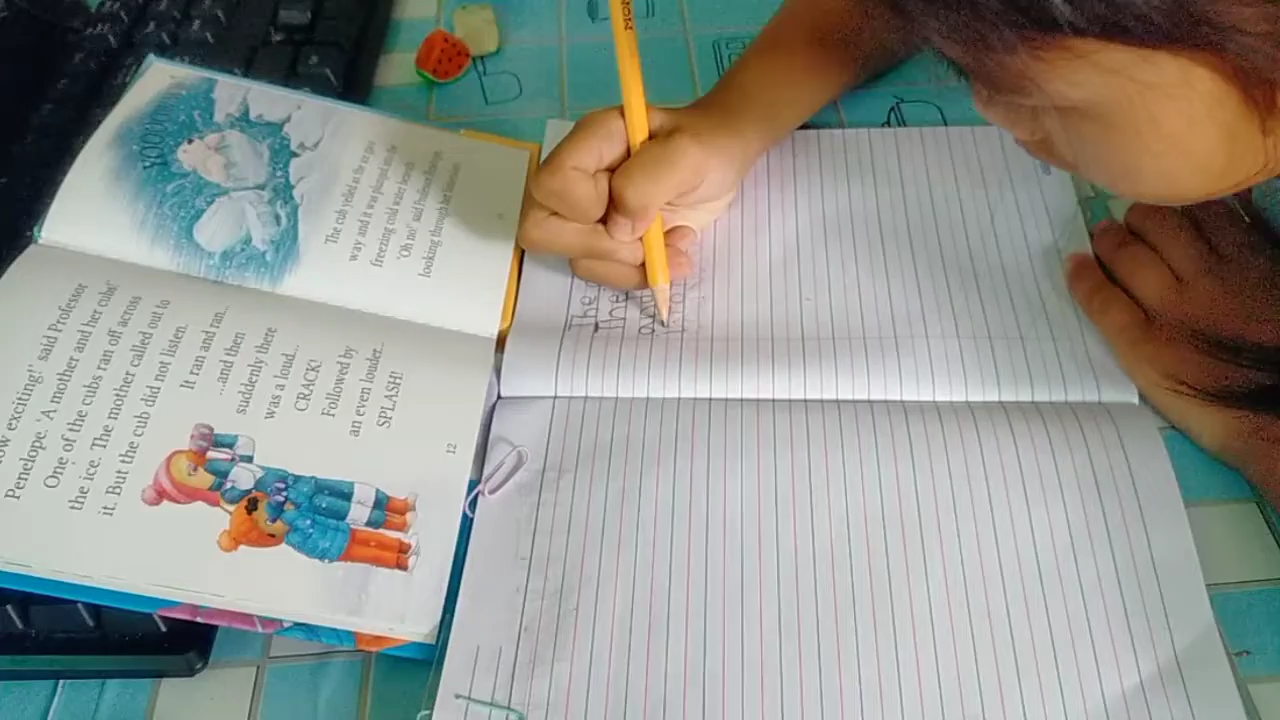 ow exciting!' said Professor
Penelope. 'A mother and her cubs!'
One of the cubs ran off across
the ice. The mother called out to
it. But the cub did not listen.
It ran and ran...
...and then
suddenly there
was a loud...
CRACK!
Followed by
an even louder...
SPLASH!
12
The cub yelled as the ice gave
way and it was plunged into the
freezing cold water beneath.
'Oh no!' said Professor Penelope,
looking through her binoculars.
The
The
MON